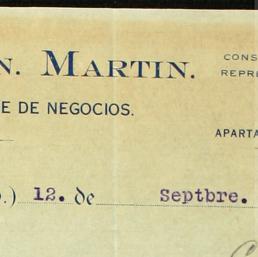 N. MARTIN.
CONS
REPRE
E DE NEGOCIOS.
APARTA
.) 12. de Septbre.